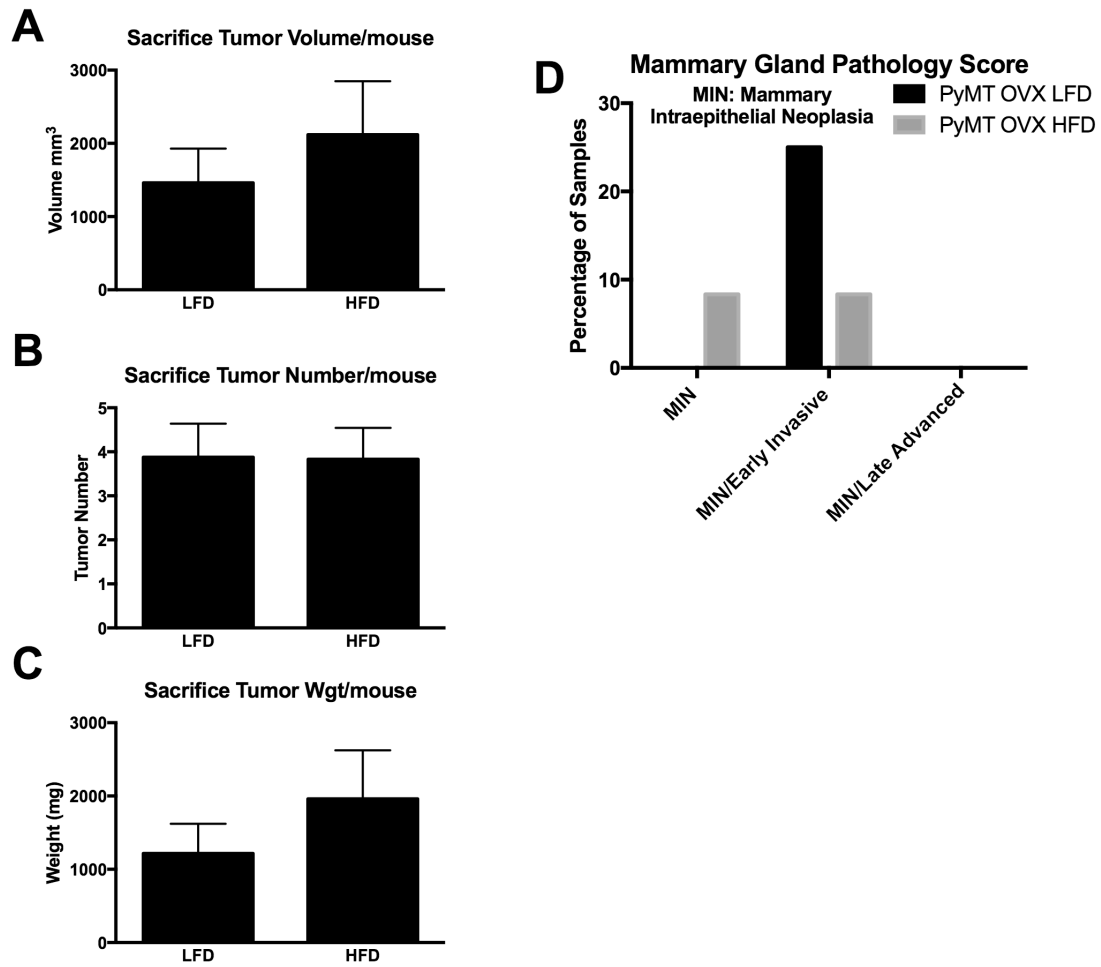 A
Sacrifice Tumor Volume/mouse
3000
2000
1000
0
Volume mm³
LFD
HFD
B
Sacrifice Tumor Number/mouse
5
4
3
2
1
0
Tumor Number
LFD
HFD
C
Sacrifice Tumor Wgt/mouse
3000
2000
1000
0
Weight (mg)
LFD
HFD
D
Mammary Gland Pathology Score
MIN: Mammary
Intraepithelial Neoplasia
PyMT OVX LFD
PyMT OVX HFD
30
20
10
0
Percentage of Samples
MIN
MIN/Early Invasive
MIN/Late Advanced